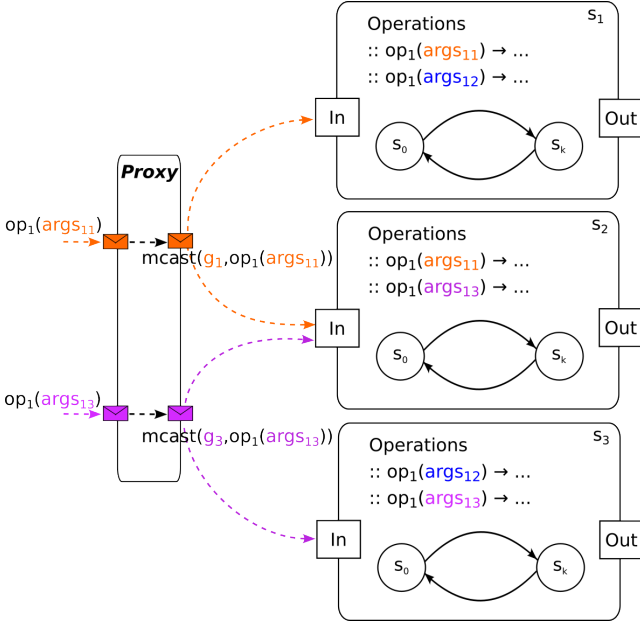 s₁
Operations
:: op₁(args₁₁) → ...
:: op₁(args₁₂) → ...
In
Out
s₀
sₖ
Proxy
op₁(args₁₁)
mcast(g₁,op₁(args₁₁))
s₂
Operations
:: op₁(args₁₁) → ...
:: op₁(args₁₃) → ...
In
Out
s₀
sₖ
op₁(args₁₃)
mcast(g₃,op₁(args₁₃))
s₃
Operations
:: op₁(args₁₂) → ...
:: op₁(args₁₃) → ...
In
Out
s₀
sₖ